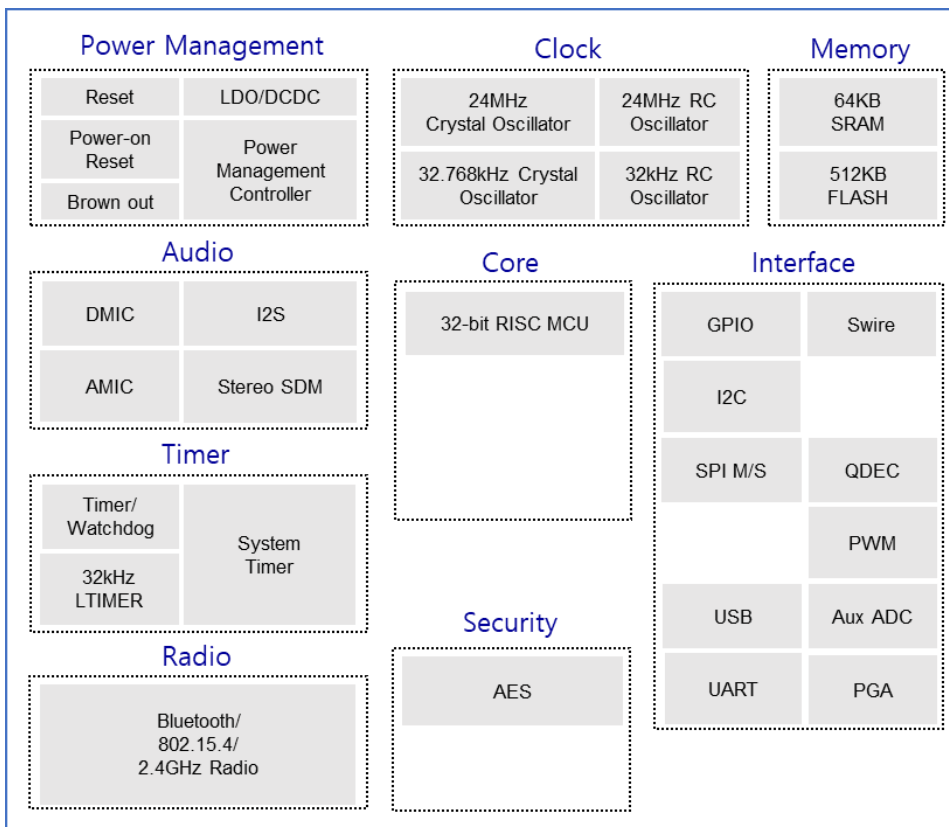 Power Management
Reset
LDO/DCDC
Power-on
Reset
Power
Management
Controller
Brown out
Clock
24MHz
Crystal Oscillator
24MHz RC
Oscillator
32.768kHz Crystal
Oscillator
32kHz RC
Oscillator
Memory
64KB
SRAM
512KB
FLASH
Audio
DMIC
I2S
AMIC
Stereo SDM
Core
32-bit RISC MCU
Interface
GPIO
Swire
I2C
SPI M/S
QDEC
PWM
USB
Aux ADC
UART
PGA
Timer
Timer/
Watchdog
System
Timer
32kHz
LTIMER
Security
AES
Radio
Bluetooth/
802.15.4/
2.4GHz Radio